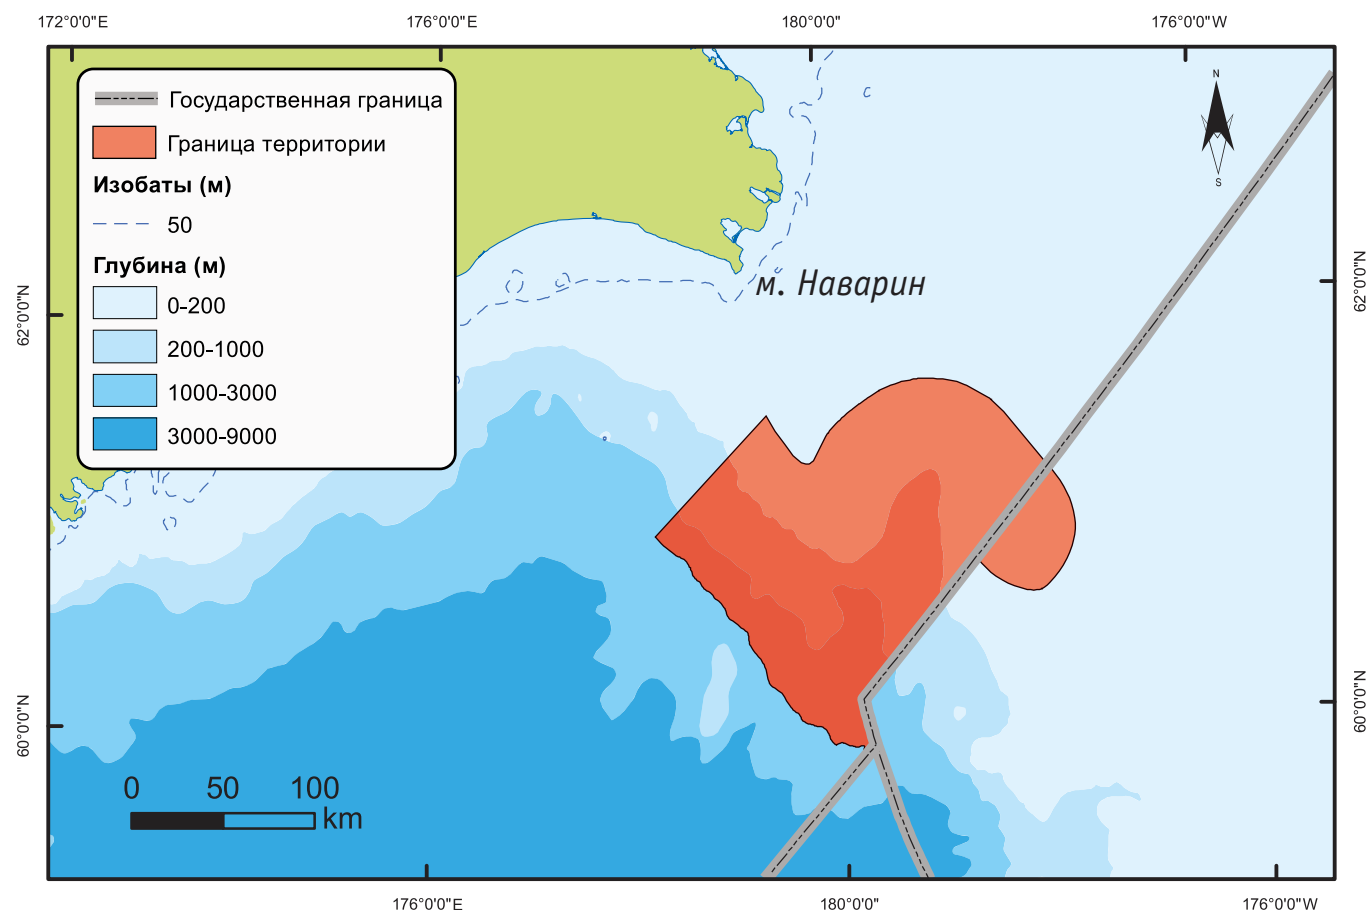 172°0'0"E 176°0'0"E 180°0'0" 176°0'0"W
Государственная граница
Граница территории
Изобаты (м)
50
Глубина (м)
0-200
200-1000
1000-3000
3000-9000
N
S
м. Наварин
62°0'0"N
62°0'0"N
60°0'0"N
60°0'0"N
0 50 100
km
176°0'0"E 180°0'0" 176°0'0"W